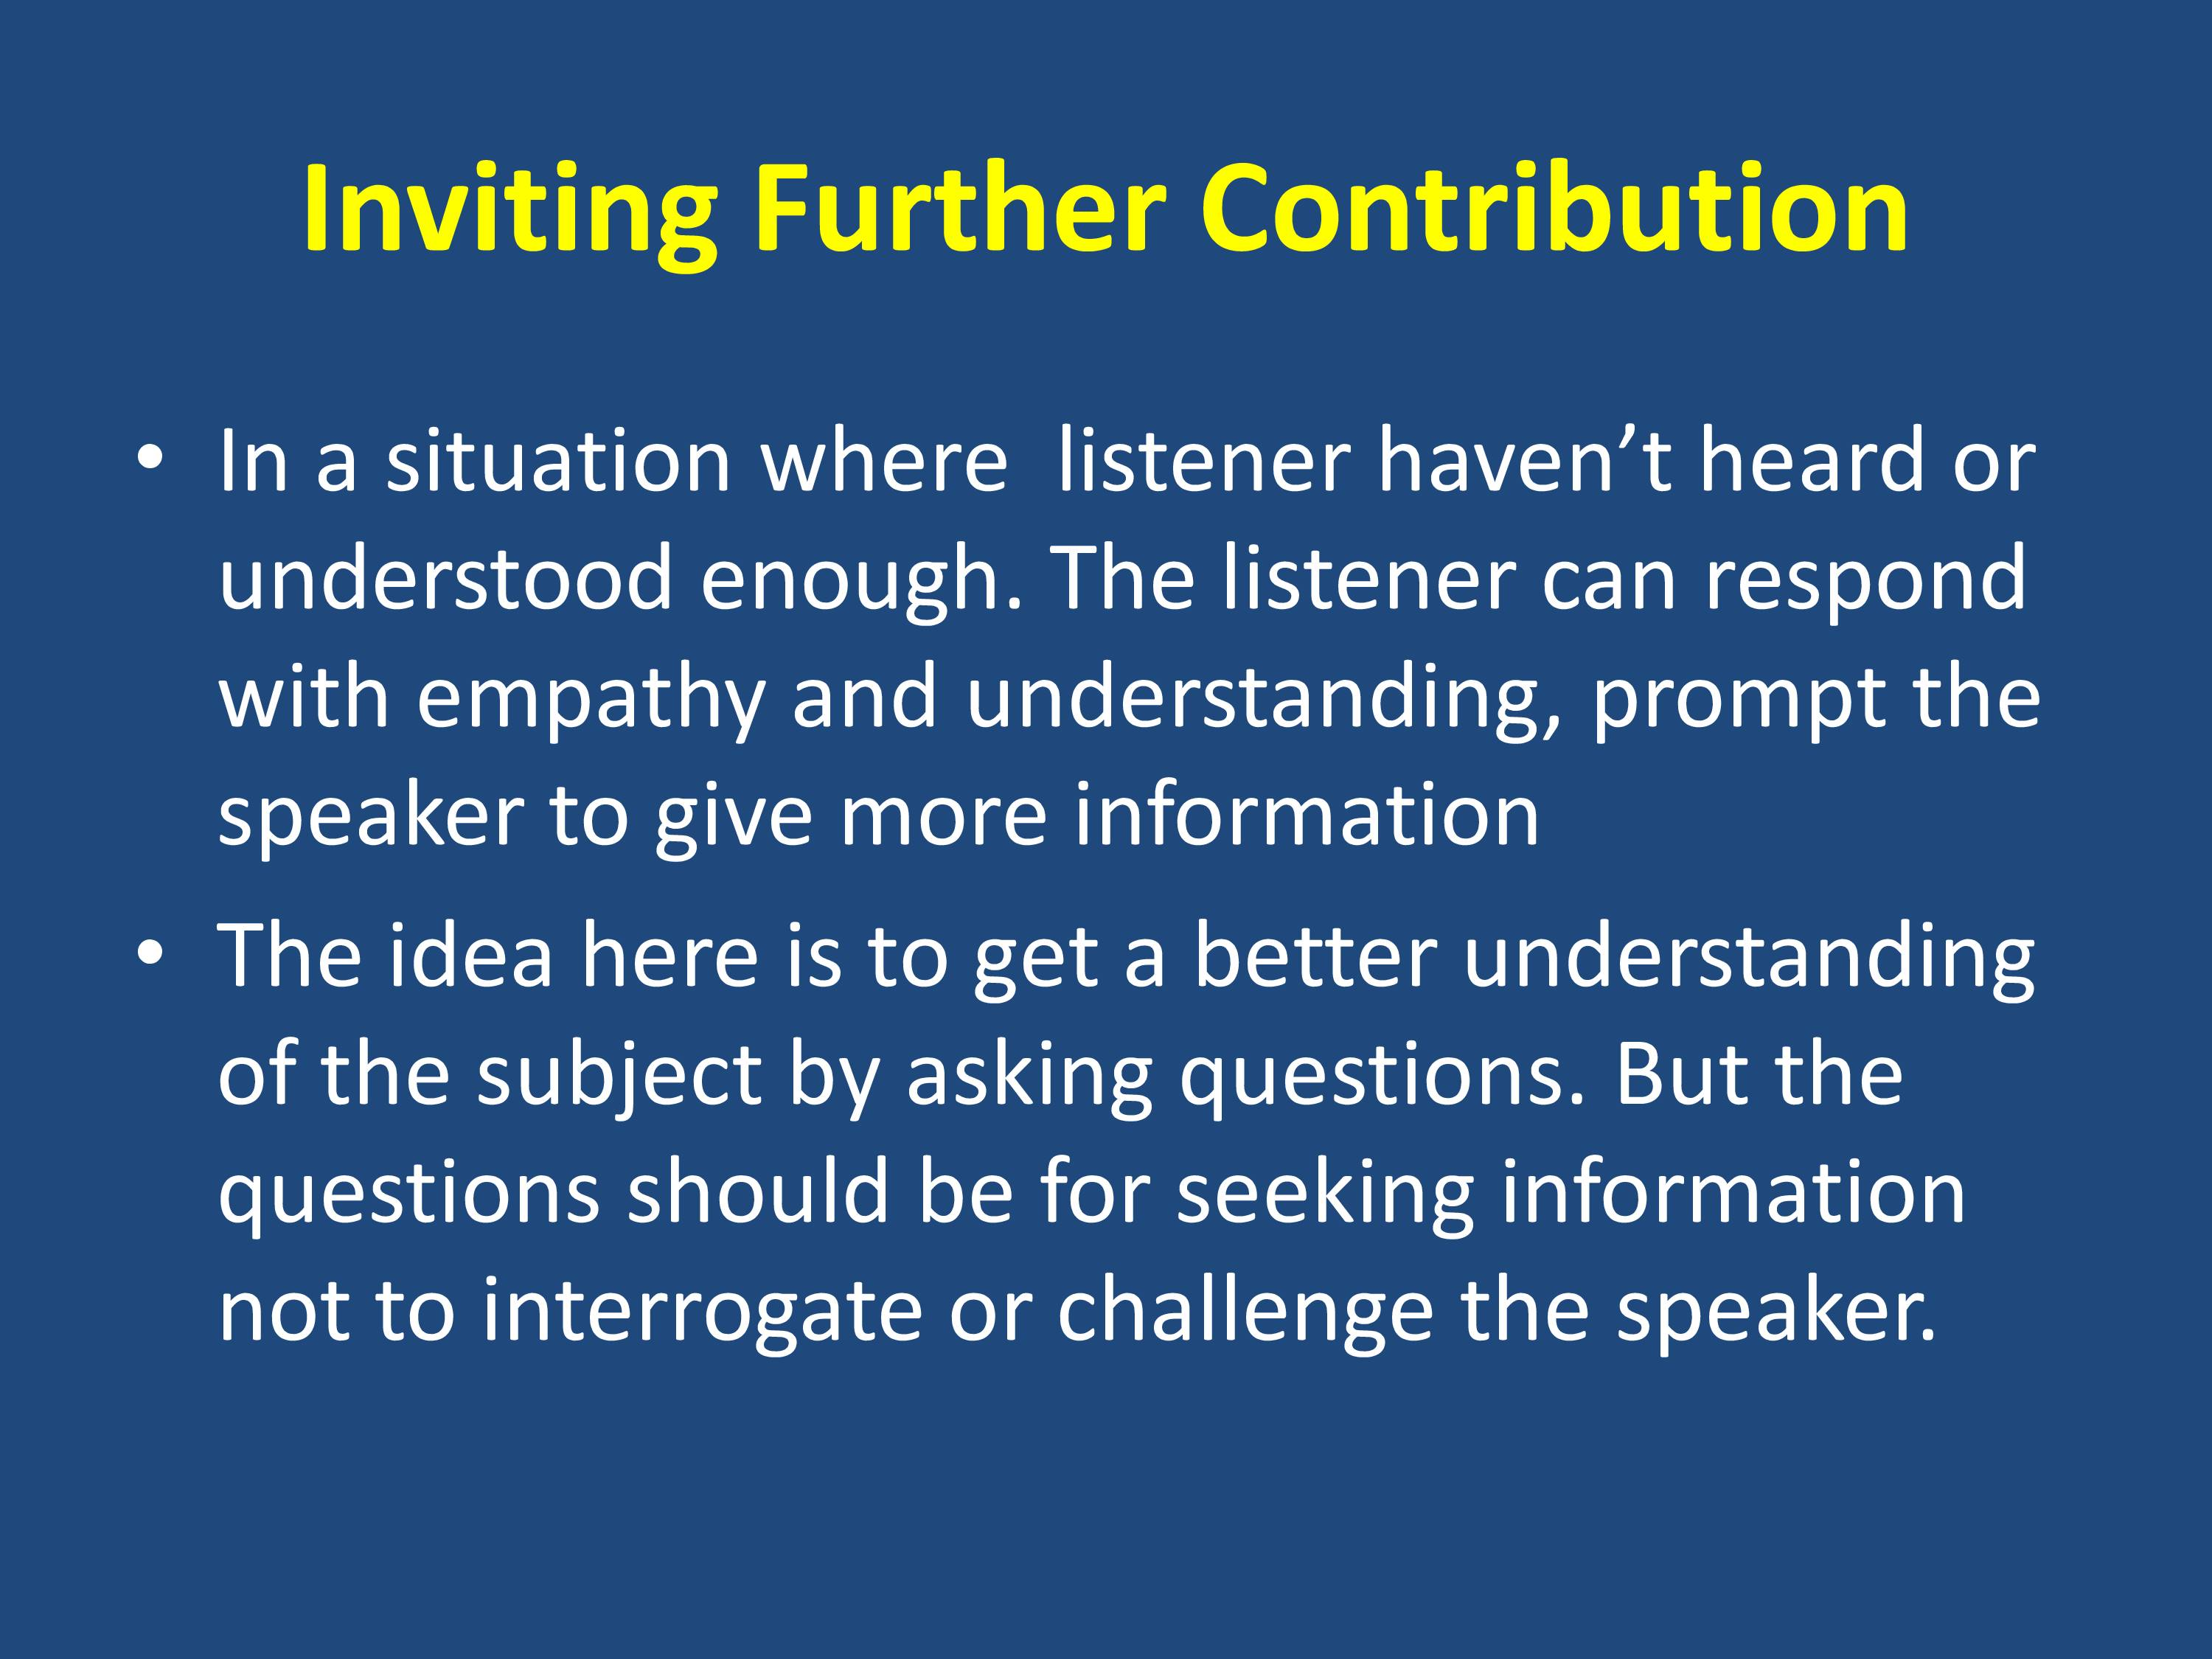 Inviting Further Contribution
• In a situation where  listener haven’t heard or
understood enough. The listener can respond
with empathy and understanding, prompt the
speaker to give more information
• The idea here is to get a better understanding
of the subject by asking questions. But the
questions should be for seeking information
not to interrogate or challenge the speaker.